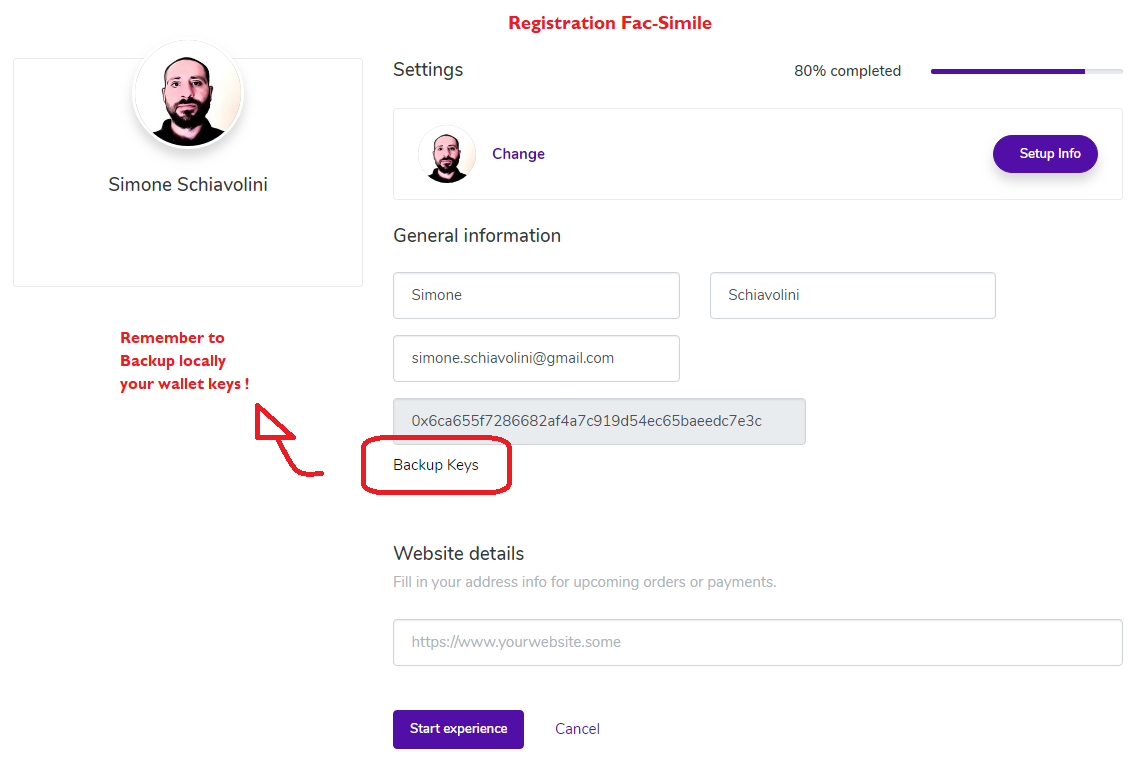 Registration Fac-Simile
Settings
80% completed
Change
Setup Info
Simone Schiavolini
General information
Simone
Schiavolini
Remember to
Backup locally
your wallet keys !
simone.schiavolini@gmail.com
0x6ca655f7286682af4a7c919d54ec65baeedc7e3c
Backup Keys
Website details
Fill in your address info for upcoming orders or payments.
https://www.yourwebsite.some
Start experience
Cancel